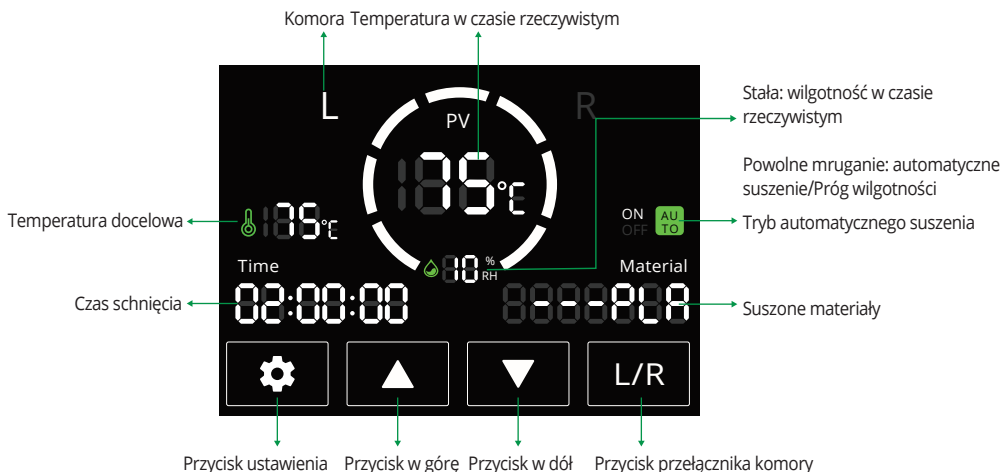 Komora Temperatura w czasie rzeczywistym
L
R
PV
75°C
Stała: wilgotność w czasie
rzeczywistym
Powolne mruganie: automatyczne
suszenie/Próg wilgotności
Temperatura docelowa
75°C
ON
OFF
AU
TO
Tryb automatycznego suszenia
10 % RH
Time
Material
Czas schnięcia
02:00:00
---PLA
Suszone materiały
L/R
Przycisk ustawienia Przycisk w górę Przycisk w dół Przycisk przełącznika komory